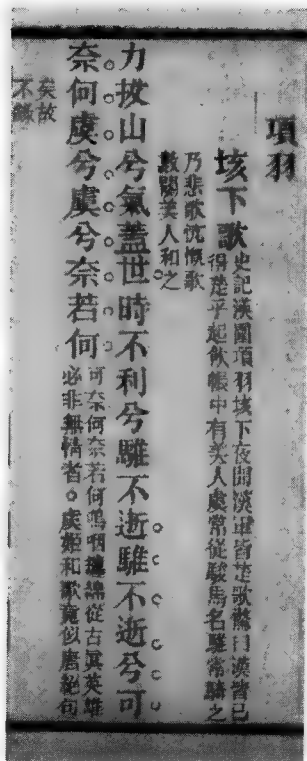 項羽
垓下歌
史記漢圍項羽垓下夜聞漢軍皆楚歌驚曰漢皆已
得楚乎起飲帳中有美人虞常從駿馬名騅常騎之
乃悲歌忼慨歌
數闋美人和之
力拔山兮氣蓋世時不利兮騅不逝騅不逝兮可
奈何虞兮虞兮奈若何
可奈何奈若何嗚咽纏綿從古眞英雄
必非無情者。虞姬和歌竟似唐絕句
矣故
不錄